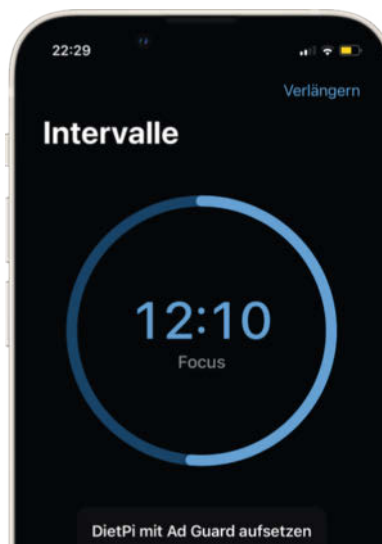 22:29
Verlängern
Intervalle
12:10
Focus
DietPi mit Ad Guard aufsetzen